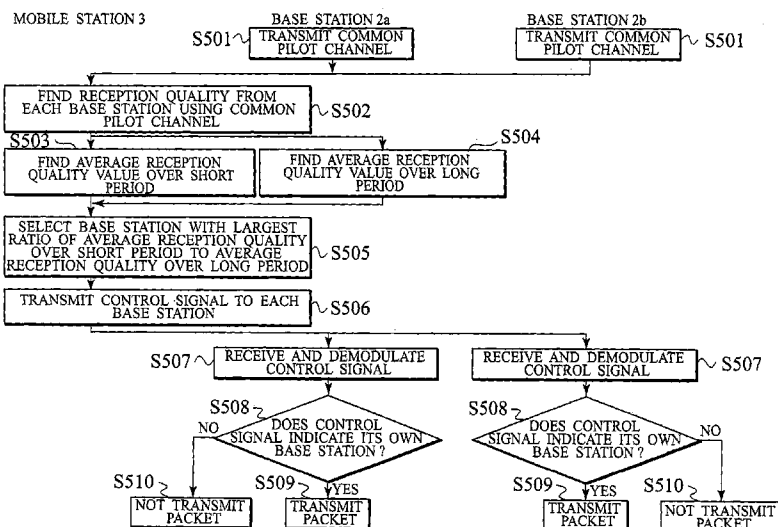 MOBILE STATION 3
BASE STATION 2a
BASE STATION 2b
S501
TRANSMIT COMMON
PILOT CHANNEL
TRANSMIT COMMON
PILOT CHANNEL
S501
FIND RECEPTION QUALITY FROM
EACH BASE STATION USING COMMON
PILOT CHANNEL
S502
S503
S504
FIND AVERAGE RECEPTION
QUALITY VALUE OVER SHORT
PERIOD
FIND AVERAGE RECEPTION
QUALITY VALUE OVER LONG
PERIOD
SELECT BASE STATION WITH LARGEST
RATIO OF AVERAGE RECEPTION QUALITY
OVER SHORT PERIOD TO AVERAGE
RECEPTION QUALITY OVER LONG PERIOD
S505
TRANSMIT CONTROL SIGNAL TO EACH
BASE STATION
S506
S507
RECEIVE AND DEMODULATE
CONTROL SIGNAL
RECEIVE AND DEMODULATE
CONTROL SIGNAL
S507
S508
DOES CONTROL
SIGNAL INDICATE ITS OWN
BASE STATION ?
NO
S508
DOES CONTROL
SIGNAL INDICATE ITS OWN
BASE STATION ?
NO
S510
S509
YES
S509
YES
S510
NOT TRANSMIT
PACKET
TRANSMIT
PACKET
TRANSMIT
PACKET
NOT TRANSMIT
PACKET